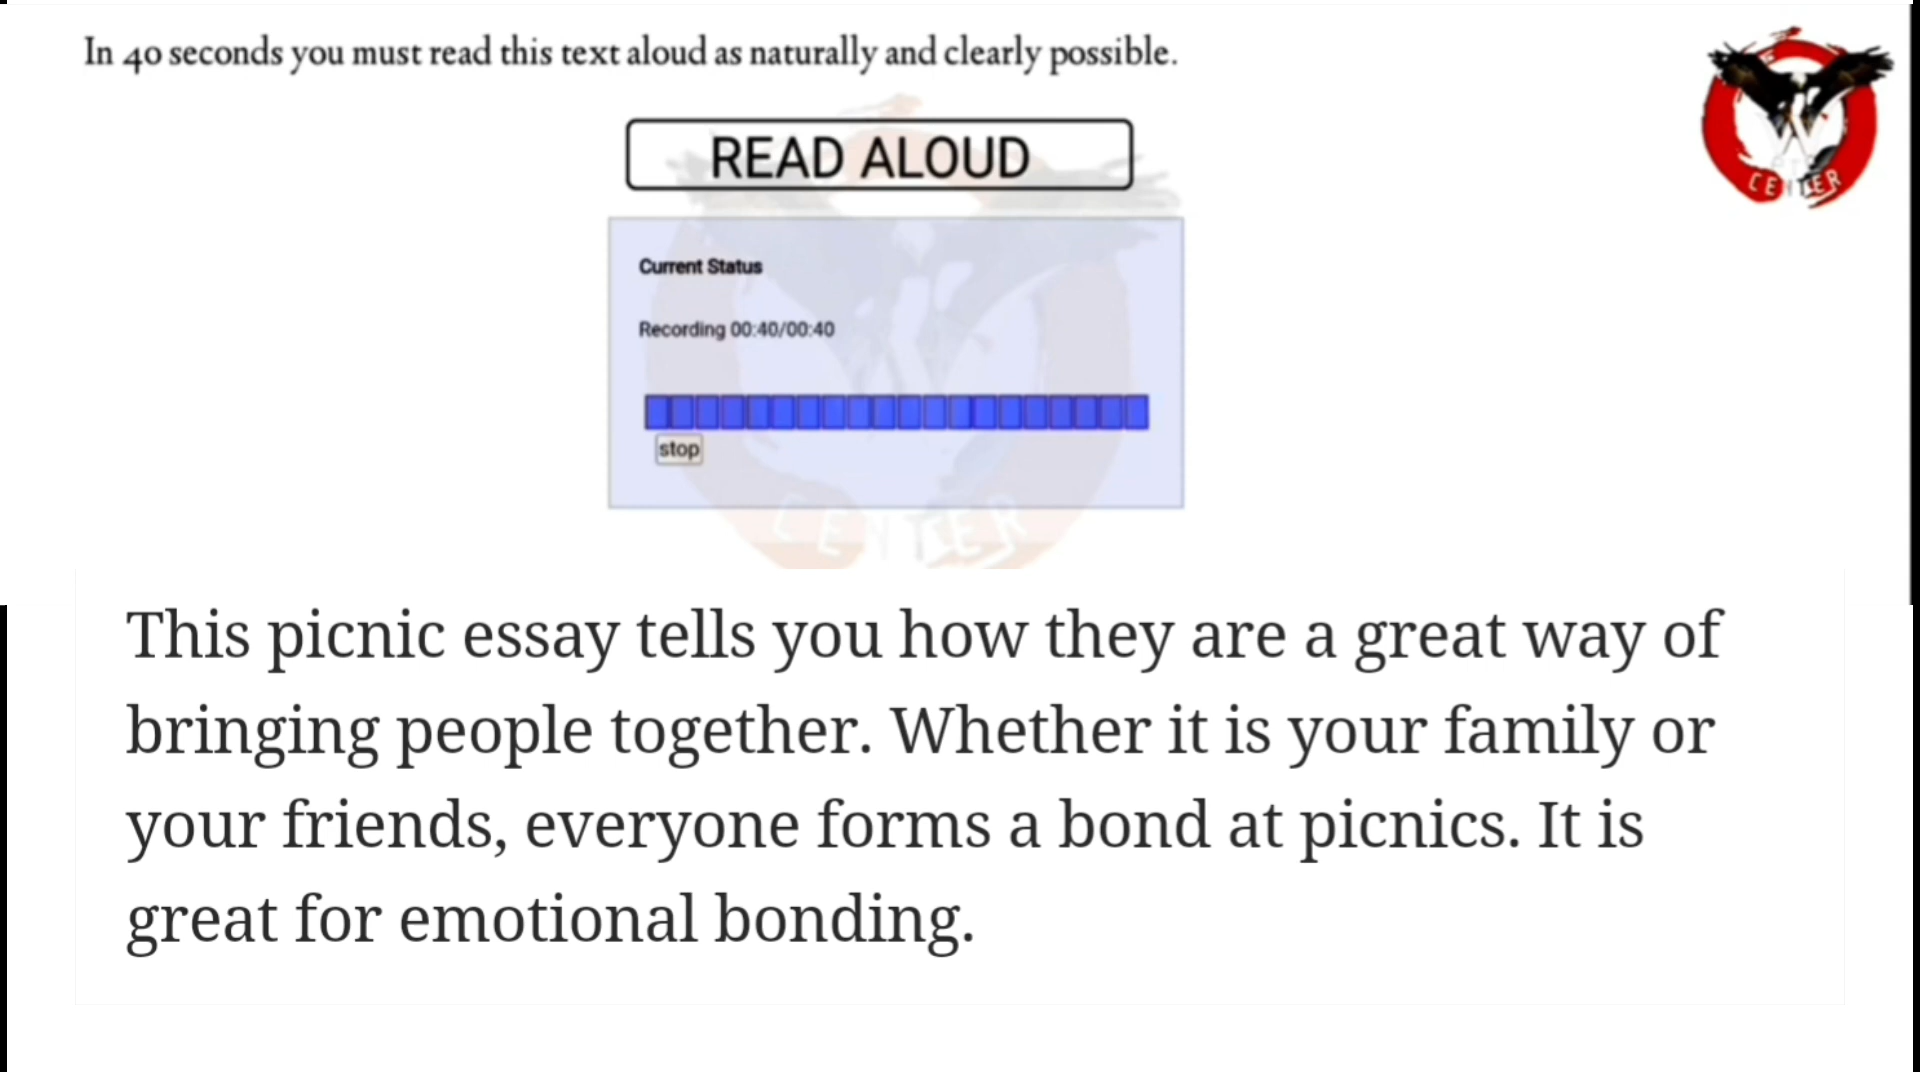 In 40 seconds you must read this text aloud as naturally and clearly possible.
READ ALOUD
CENTER
Current Status
Recording 00:40/00:40
stop
CENTER
This picnic essay tells you how they are a great way of
bringing people together. Whether it is your family or
your friends, everyone forms a bond at picnics. It is
great for emotional bonding.